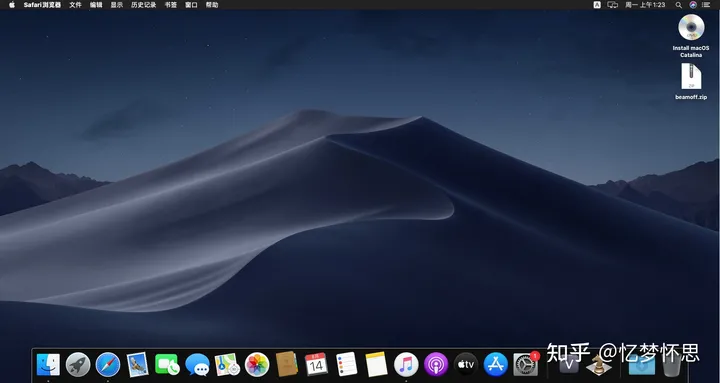 Safari浏览器 文件 编辑 显示 历史记录 书签 窗口 帮助
A 周一 上午1:23
Install macOS
Catalina
beamoff.zip
14
tv
1
V
知乎 @忆梦怀思